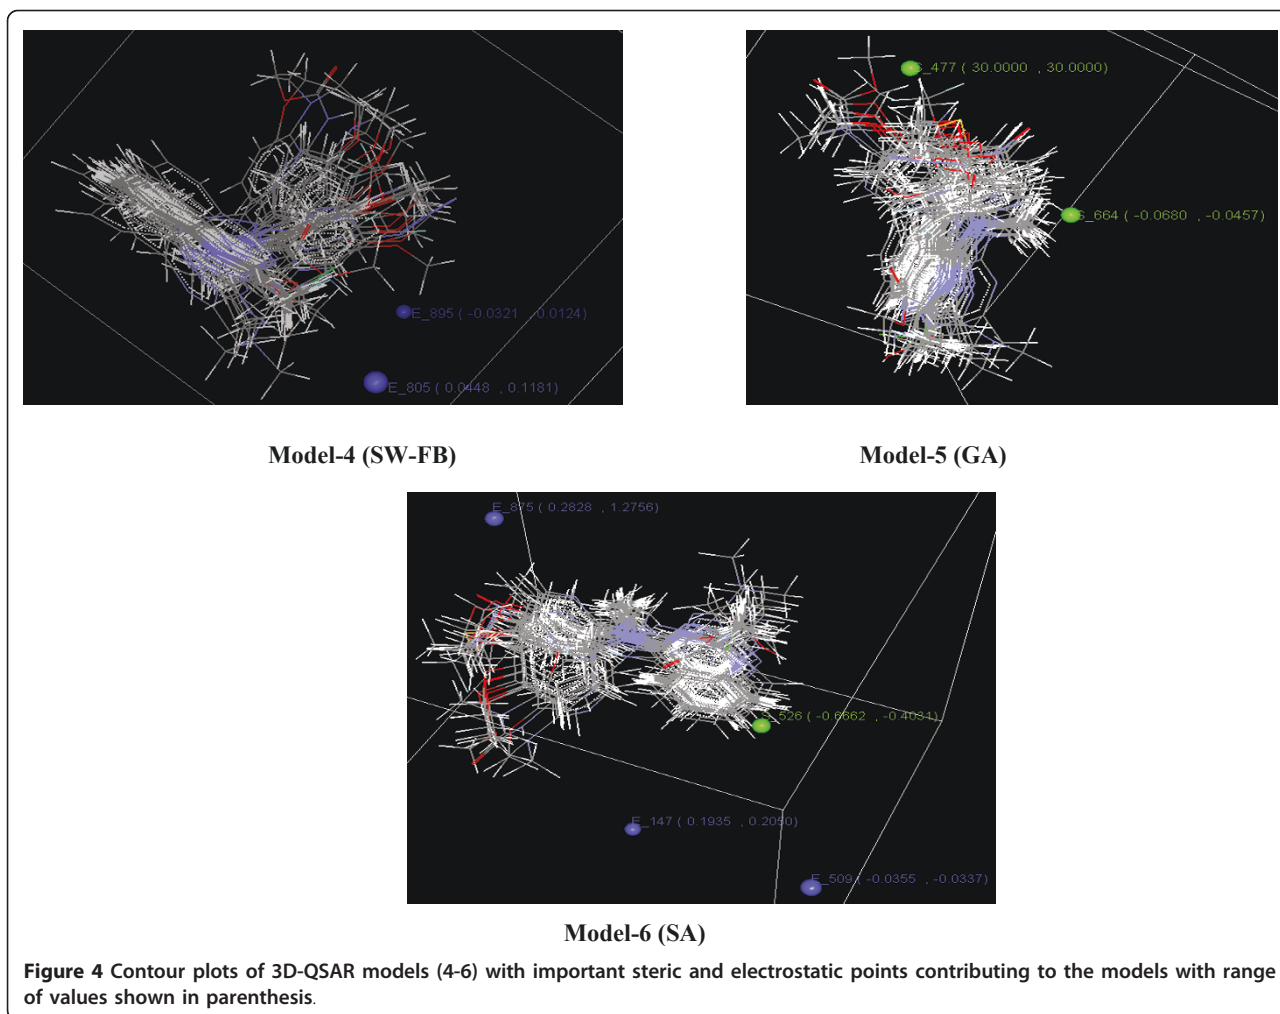 E_895 ( -0.0321 , 0.0124)
E_805 ( 0.0448 , 0.1181)
Model-4 (SW-FB)
S_477 ( 30.0000 , 30.0000)
S_664 ( -0.0680 , -0.0457)
Model-5 (GA)
E_875 ( 0.2828 , 1.2756)
_526 ( -0.6662 , -0.4031)
E_147 ( 0.1935 , 0.2050)
E_509 ( -0.0355 , -0.0337)
Model-6 (SA)
Figure 4 Contour plots of 3D-QSAR models (4-6) with important steric and electrostatic points contributing to the models with range
of values shown in parenthesis.